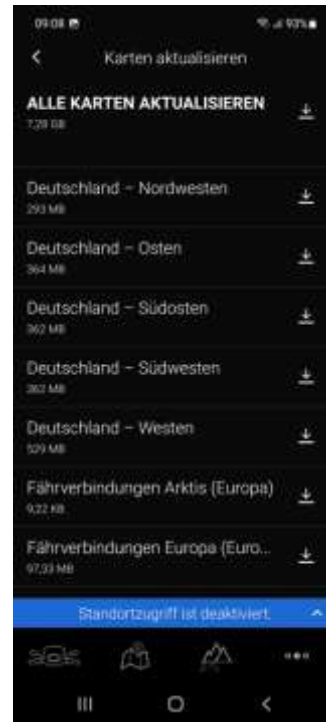 09:08
93%
Karten aktualisieren
ALLE KARTEN AKTUALISIEREN
7,28 GB
Deutschland – Nordwesten
293 MB
Deutschland – Osten
364 MB
Deutschland – Südosten
362 MB
Deutschland – Südwesten
362 MB
Deutschland – Westen
529 MB
Fährverbindungen Arktis (Europa)
9,22 KB
Fährverbindungen Europa (Euro...
97,33 MB
Standortzugriff ist deaktiviert.